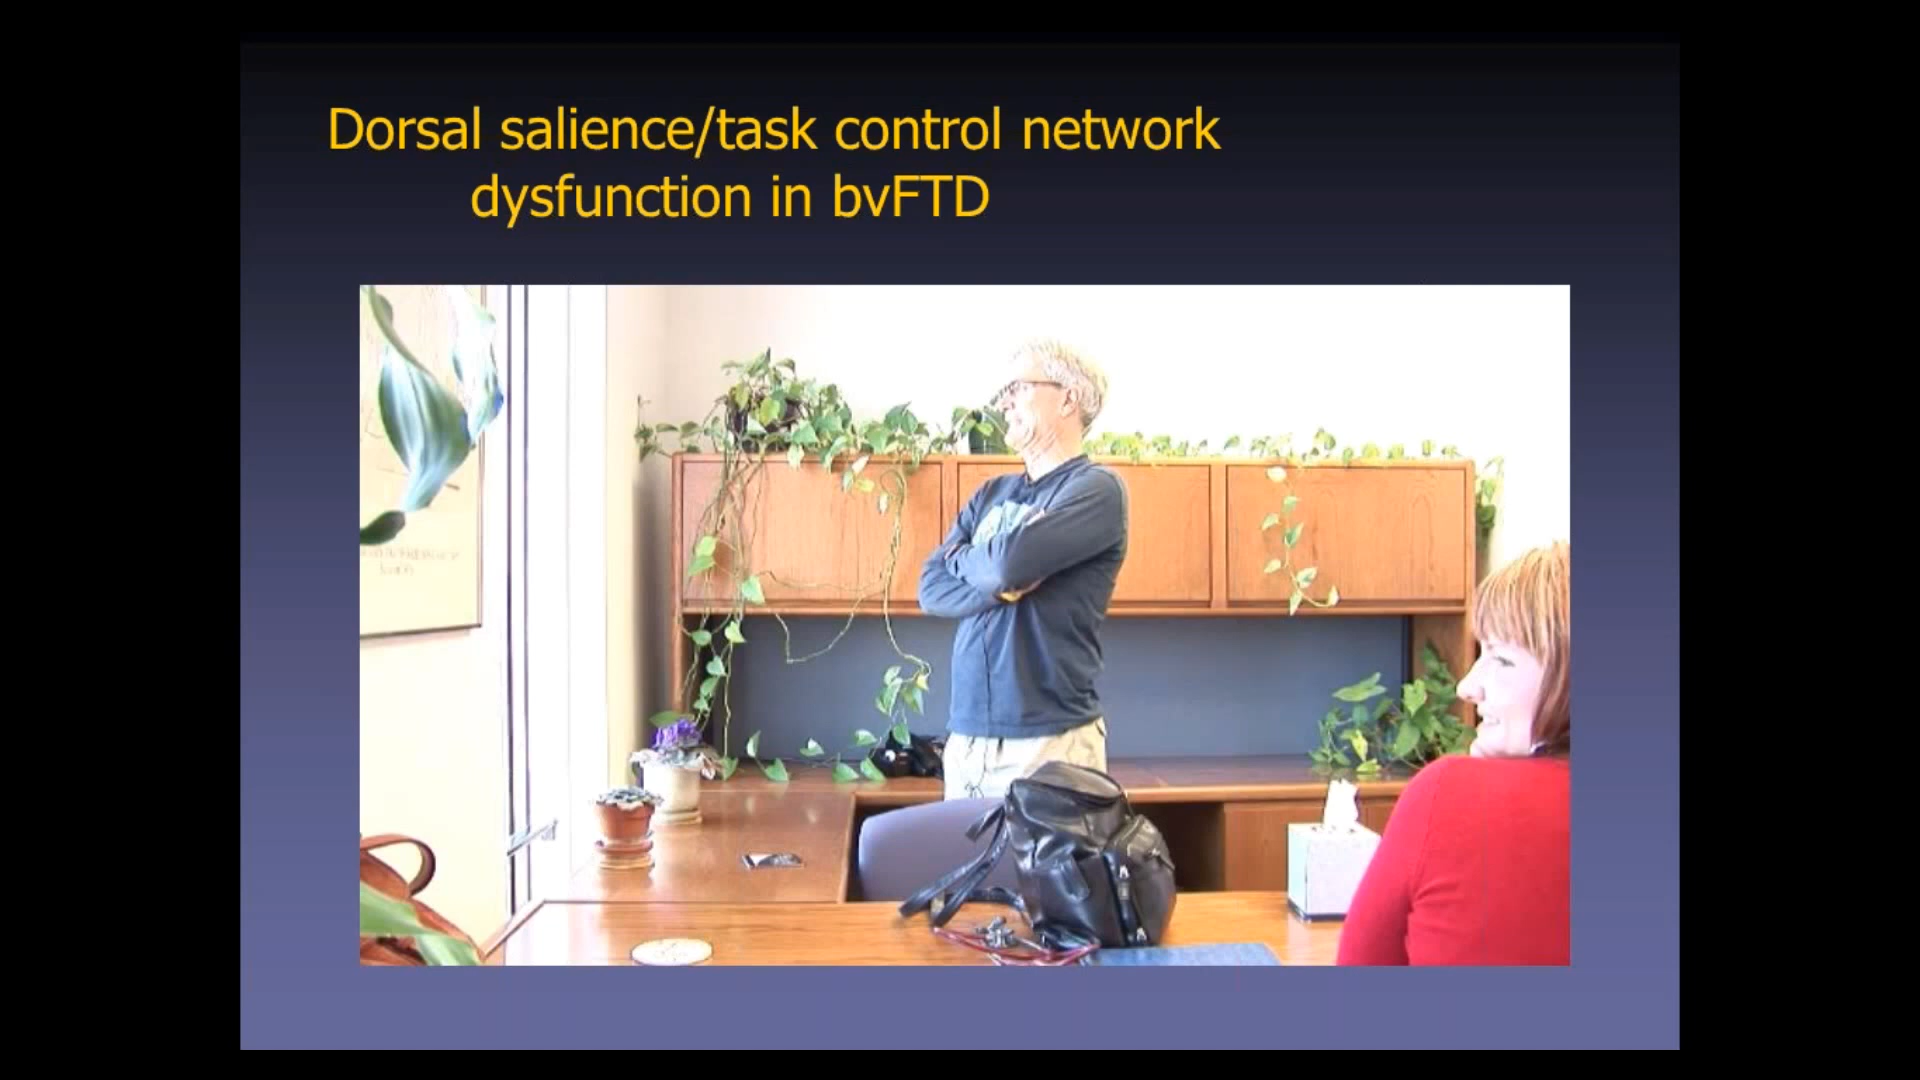 Dorsal salience/task control network
dysfunction in bvFTD